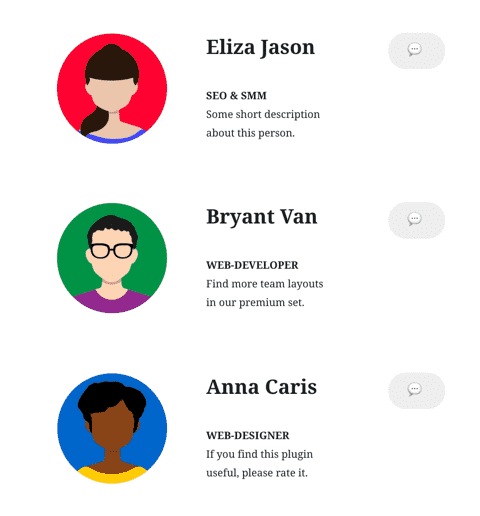 Eliza Jason
SEO & SMM
Some short description
about this person.
Bryant Van
WEB-DEVELOPER
Find more team layouts
in our premium set.
Anna Caris
WEB-DESIGNER
If you find this plugin
useful, please rate it.